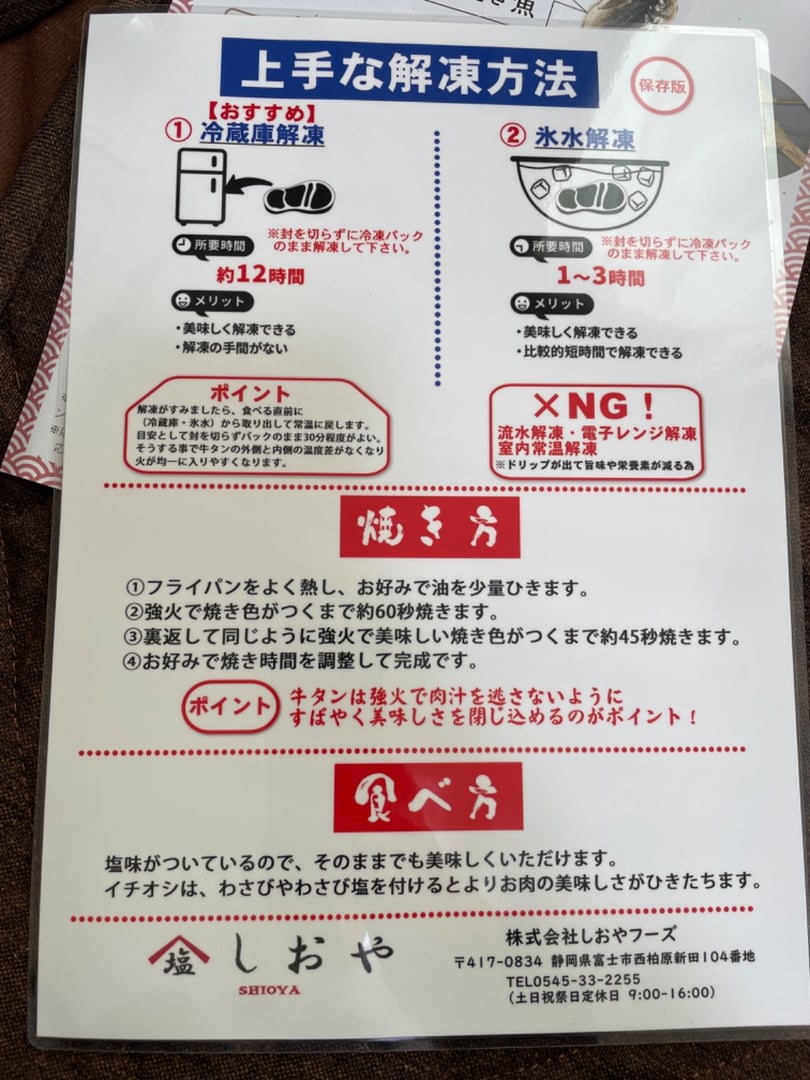 き魚
上手な解凍方法
保存版
【おすすめ】
① 冷蔵庫解凍
所要時間
※封を切らずに冷凍パック
のまま解凍して下さい。
約12時間
メリット
・美味しく解凍できる
・解凍の手間がない
② 氷水解凍
所要時間
※封を切らずに冷凍パック
のまま解凍して下さい。
1〜3時間
メリット
・美味しく解凍できる
・比較的短時間で解凍できる
ポイント
解凍がすみましたら、食べる直前に
（冷蔵庫・氷水）から取り出して常温に戻します。
目安として封を切らずパックのまま30分程度がよい。
そうする事で牛タンの外側と内側の温度差がなくなり
火が均一に入りやすくなります。
×NG！
流水解凍・電子レンジ解凍
室内常温解凍
※ドリップが出て旨味や栄養素が減る為
焼き方
①フライパンをよく熱し、お好みで油を少量ひきます。
②強火で焼き色がつくまで約60秒焼きます。
③裏返して同じように強火で美味しい焼き色がつくまで約45秒焼きます。
④お好みで焼き時間を調整して完成です。
ポイント
牛タンは強火で肉汁を逃さないように
すばやく美味しさを閉じ込めるのがポイント！
食べ方
塩味がついているので、そのままでも美味しくいただけます。
イチオシは、わさびやわさび塩を付けるとよりお肉の美味しさがひきたちます。
塩 しおや
SHIOYA
株式会社しおやフーズ
〒417-0834 静岡県富士市西柏原新田104番地
TEL0545-33-2255
（土日祝祭日定休日 9:00-16:00）